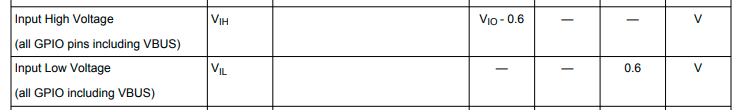 Input High Voltage VIH VIO - 0.6 — — V
(all GPIO pins including VBUS)
Input Low Voltage VIL — — 0.6 V
(all GPIO including VBUS)